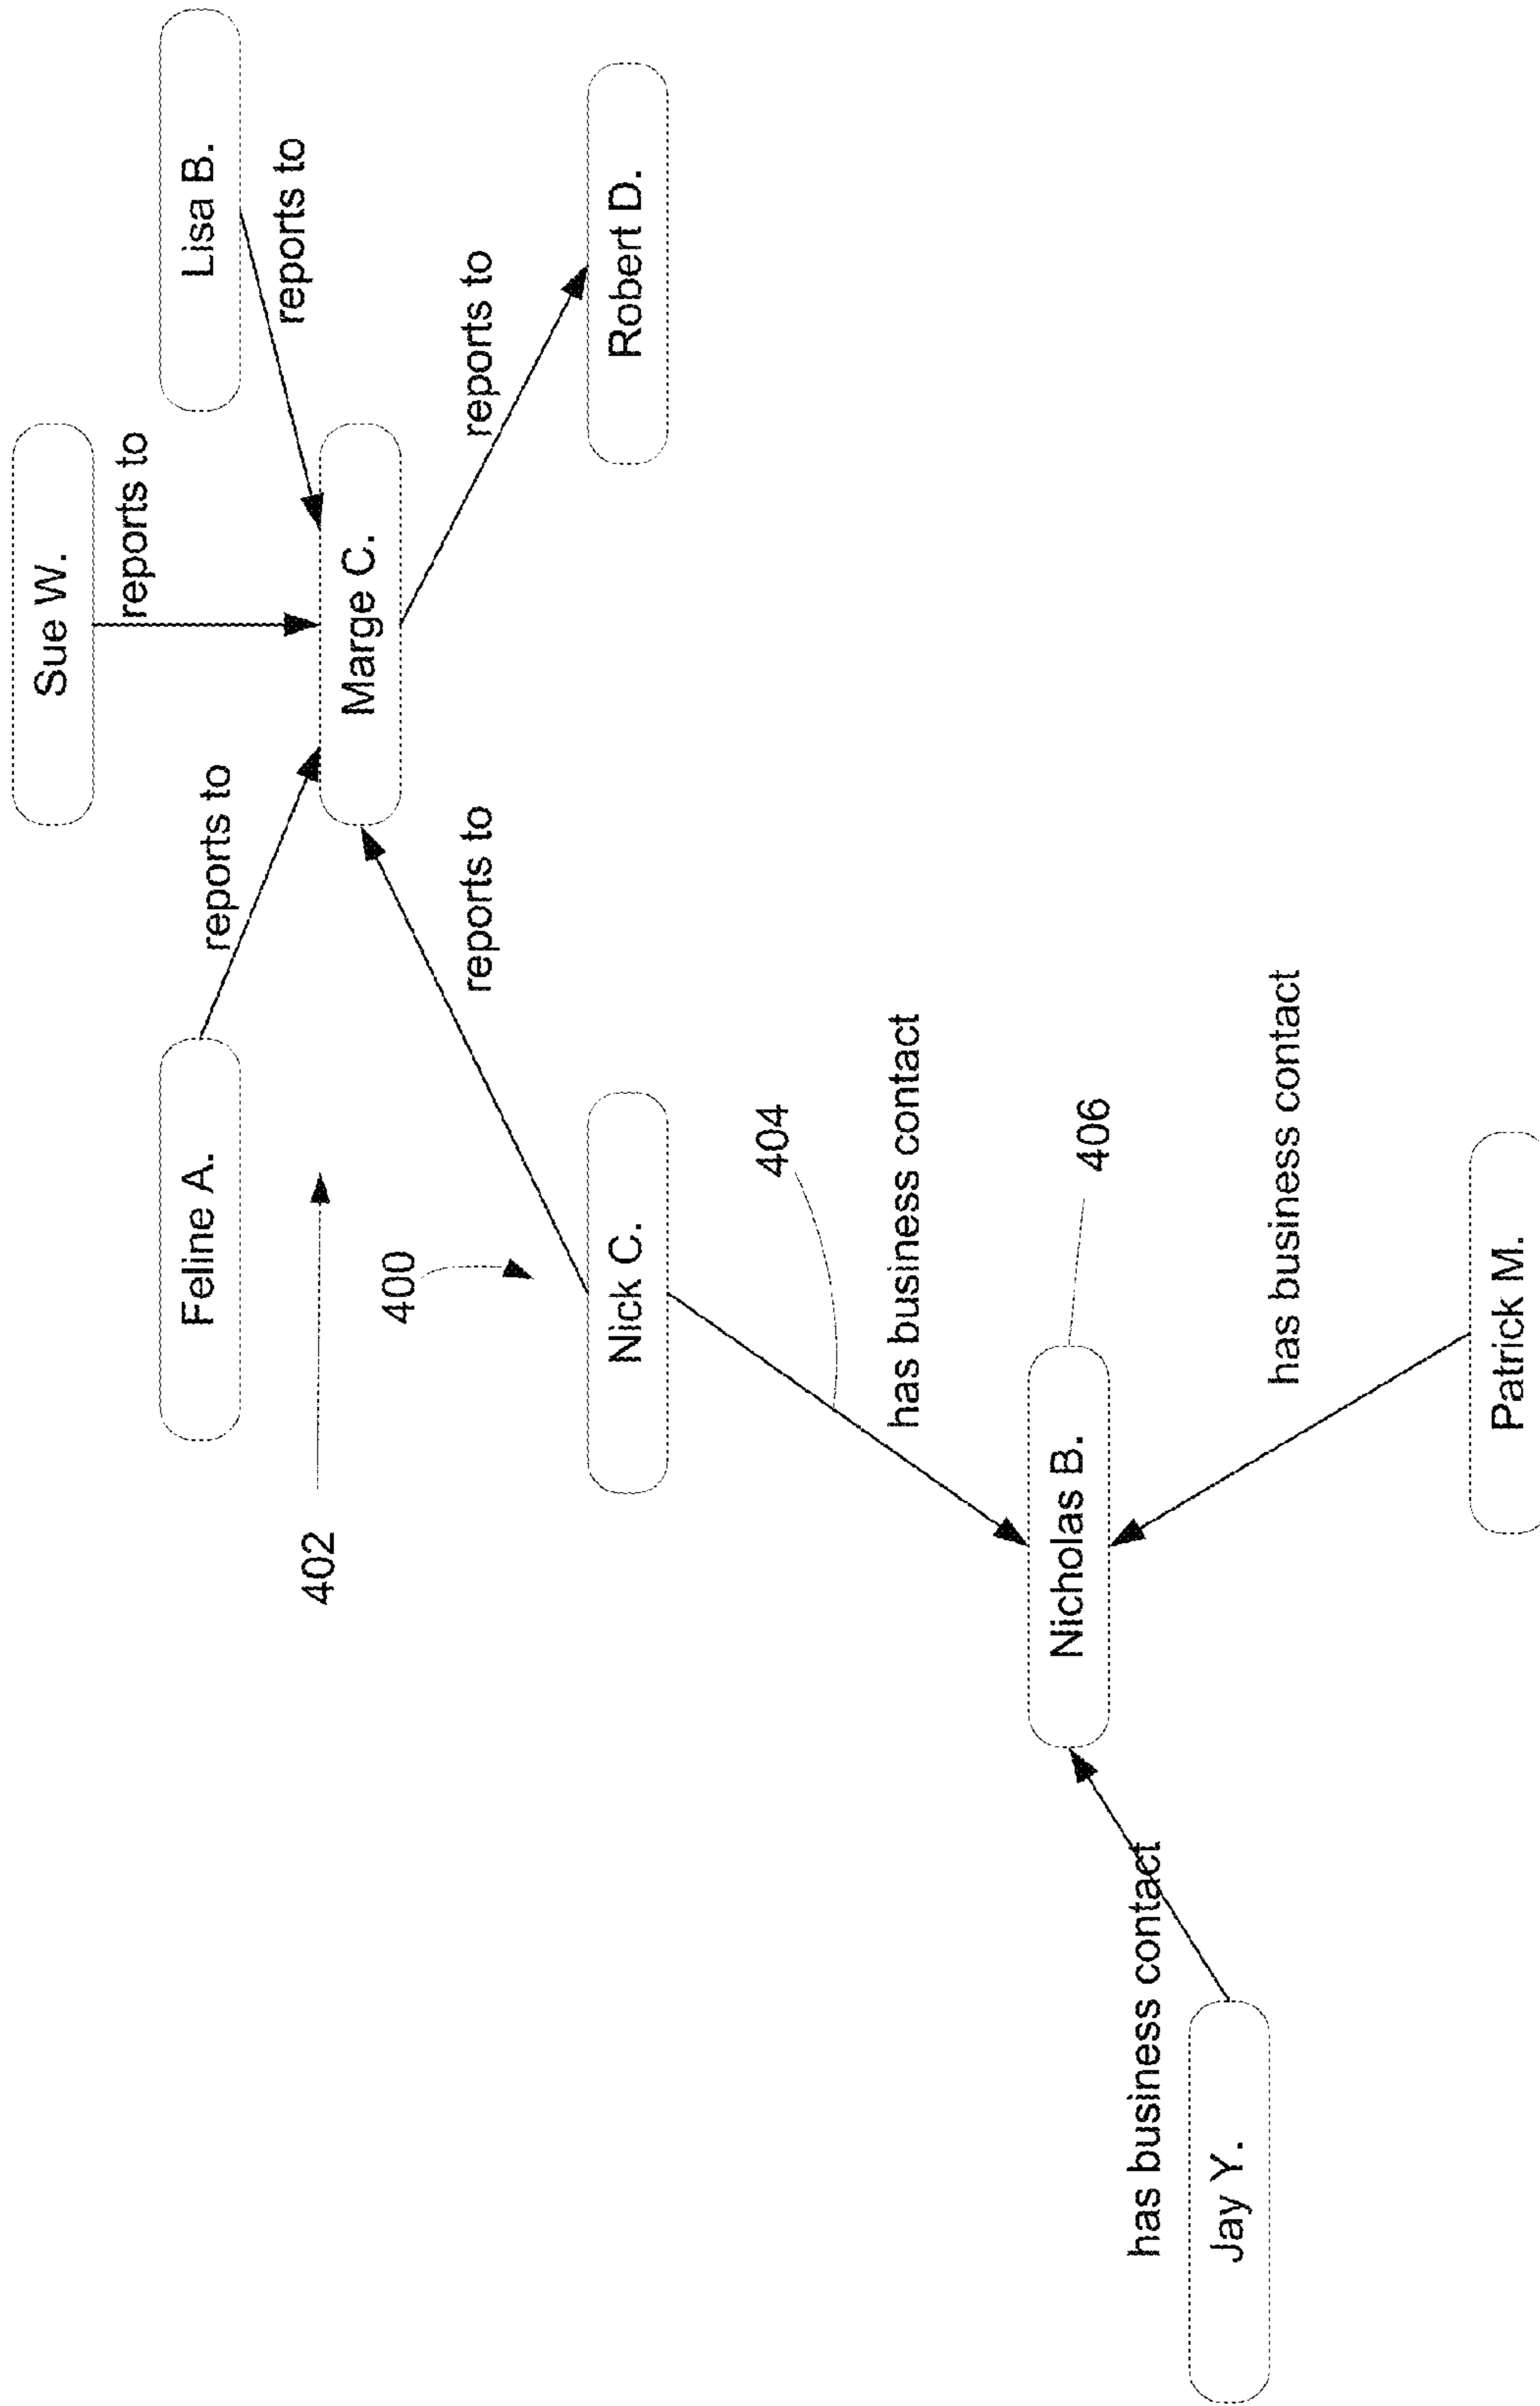 Sue W.
reports to
Lisa B.
reports to
Feline A.
reports to
Marge C.
402
400
reports to
reports to
Nick C.
Robert D.
404
has business contact
Nicholas B.
406
has business contact
has business contact
Jay Y.
Patrick M.